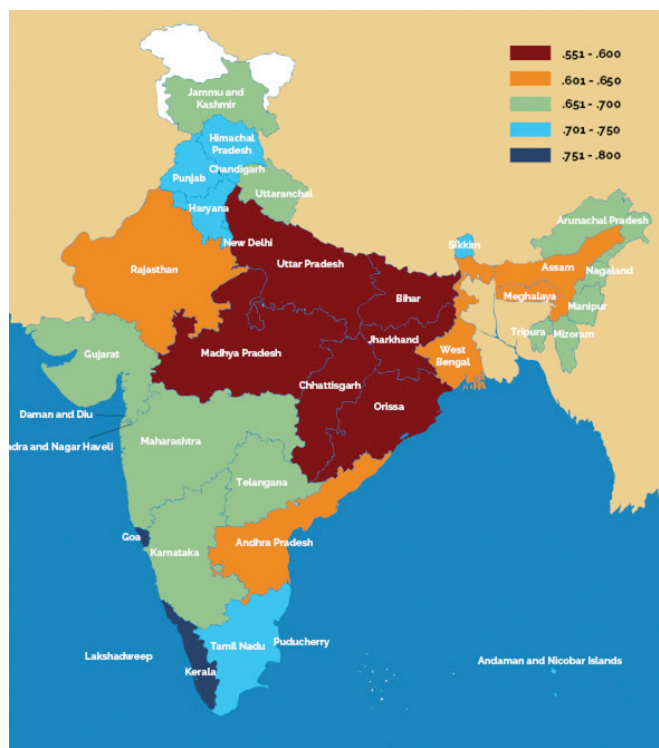 .551 - .600
.601 - .650
.651 - .700
.701 - .750
.751 - .800
Jammu and
Kashmir
Himachal
Pradesh
Chandigarh
Punjab
Uttaranchal
Haryana
New Delhi
Rajasthan
Uttar Pradesh
Sikkim
Arunachal Pradesh
Assam
Nagaland
Meghalaya
Manipur
Tripura
Mizoram
Bihar
Jharkhand
West
Bengal
Gujarat
Madhya Pradesh
Chhattisgarh
Orissa
Daman and Diu
adra and Nagar Haveli
Maharashtra
Telangana
Goa
Karnataka
Andhra Pradesh
Lakshadweep
Tamil Nadu
Puducherry
Kerala
Andaman and Nicobar Islands